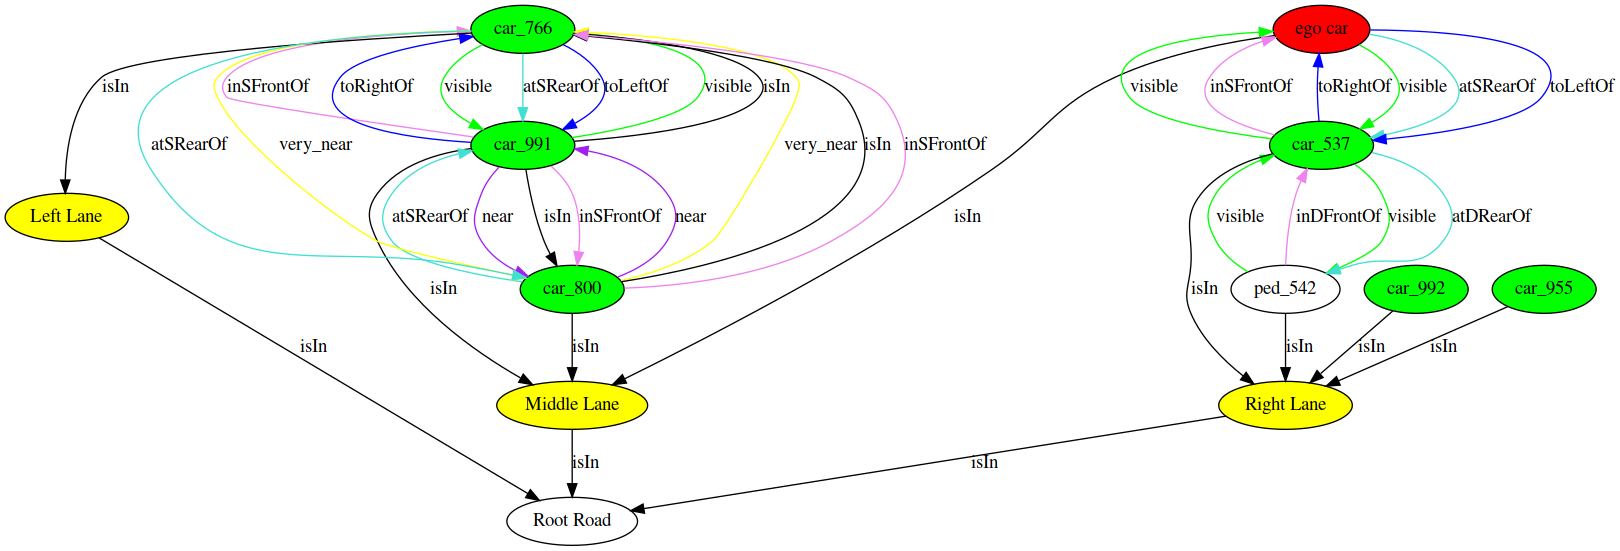 car_766
ego car
isIn
inSFrontOf
toRightOf
visible
atSRearOf
toLeftOf
visible
isIn
visible
inSFrontOf
toRightOf
visible
atSRearOf
toLeftOf
atSRearOf
very_near
car_991
very_near
isIn
inSFrontOf
car_537
Left Lane
atSRearOf
near
isIn
inSFrontOf
near
isIn
visible
inDFrontOf
visible
atDRearOf
isIn
car_800
isIn
ped_542
car_992
car_955
isIn
isIn
isIn
isIn
isIn
Middle Lane
Right Lane
isIn
isIn
Root Road